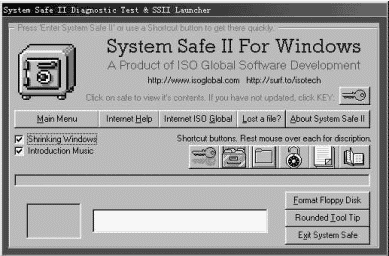 System Safe II Diagnostic Test & SSII Launcher
Press 'Enter System Safe II' or use a Shortcut button to get there quickly.
System Safe II For Windows
A Product of ISO Global Software Development
http://www.isoglobal.com http://surf.to/isotech
Click on safe to view it's contents. If you have not updated, click KEY:
Main Menu
Internet Help
Internet ISO Global
Lost a file?
About System Safe II
Shrinking Windows
Shortcut buttons. Rest mouse over each for discription.
Introduction Music
Format Floppy Disk
Rounded Tool Tip
Exit System Safe